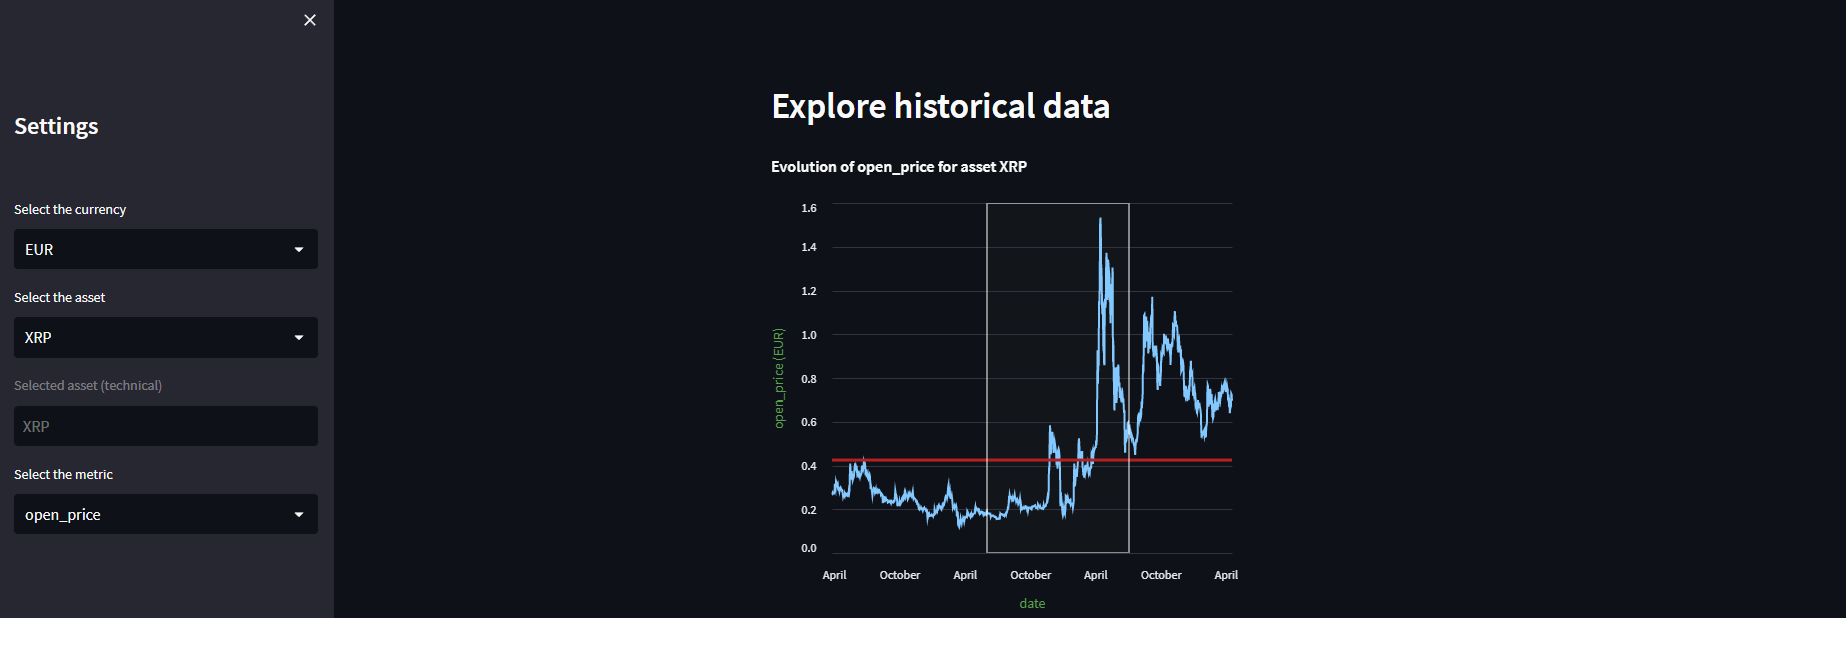 Settings
Select the currency
EUR
Select the asset
XRP
Selected asset (technical)
XRP
Select the metric
open_price
Explore historical data
Evolution of open_price for asset XRP
1.6
1.4
1.2
1.0
0.8
0.6
0.4
0.2
0.0
open_price (EUR)
April October April October April October April
date